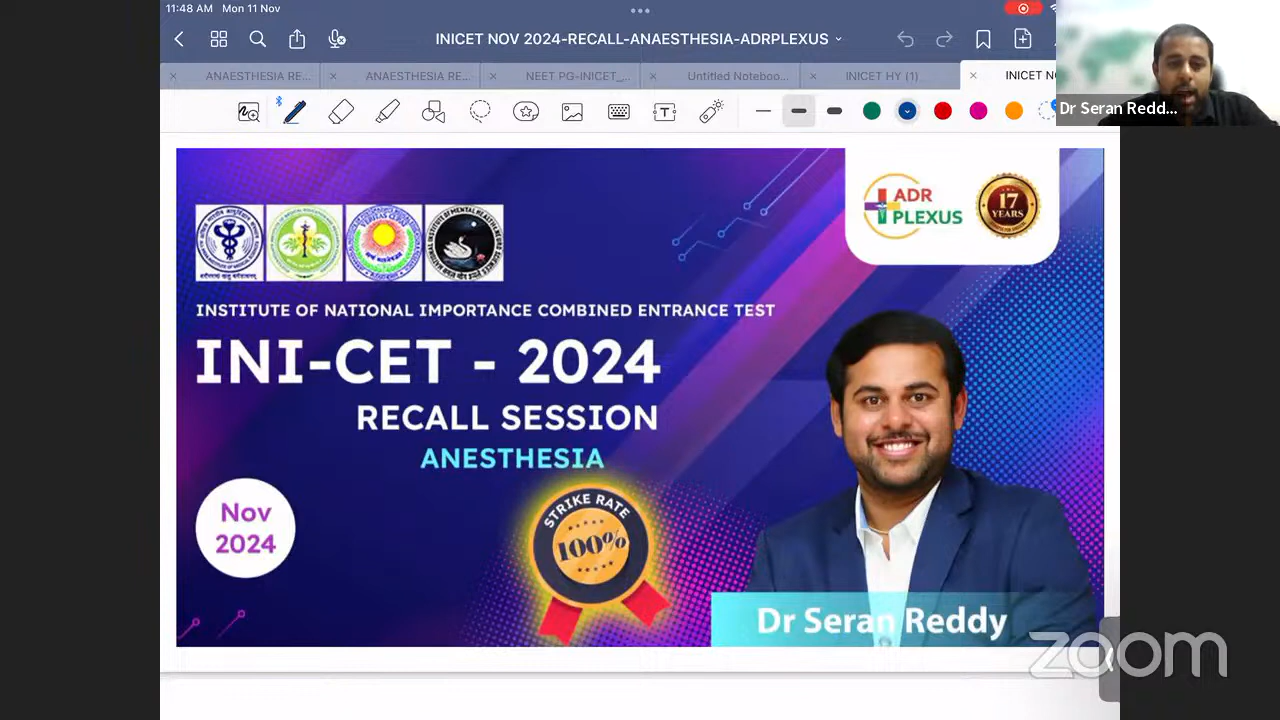 11:48 AM Mon 11 Nov
INICET NOV 2024-RECALL-ANAESTHESIA-ADRPLEXUS
ANAESTHESIA RE...
ANAESTHESIA RE...
NEET PG-INICET_...
Untitled Noteboo...
INICET HY (1)
INICET NO
Dr Seran Redd...
ADR
PLEXUS
17
YEARS
INSTITUTE OF NATIONAL IMPORTANCE COMBINED ENTRANCE TEST
INI-CET - 2024
RECALL SESSION
ANESTHESIA
Nov
2024
STRIKE RATE
100%
Dr Seran Reddy
zoom